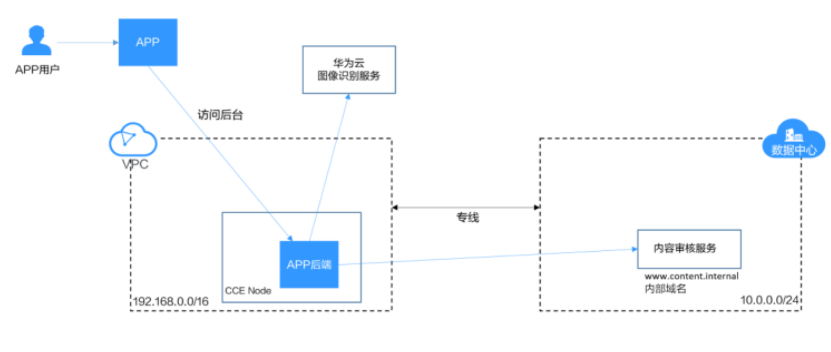 APP
APP用户
华为云
图像识别服务
访问后台
VPC
数据中心
专线
APP后端
CCE Node
192.168.0.0/16
内容审核服务
www.content.internal
内部域名
10.0.0.0/24